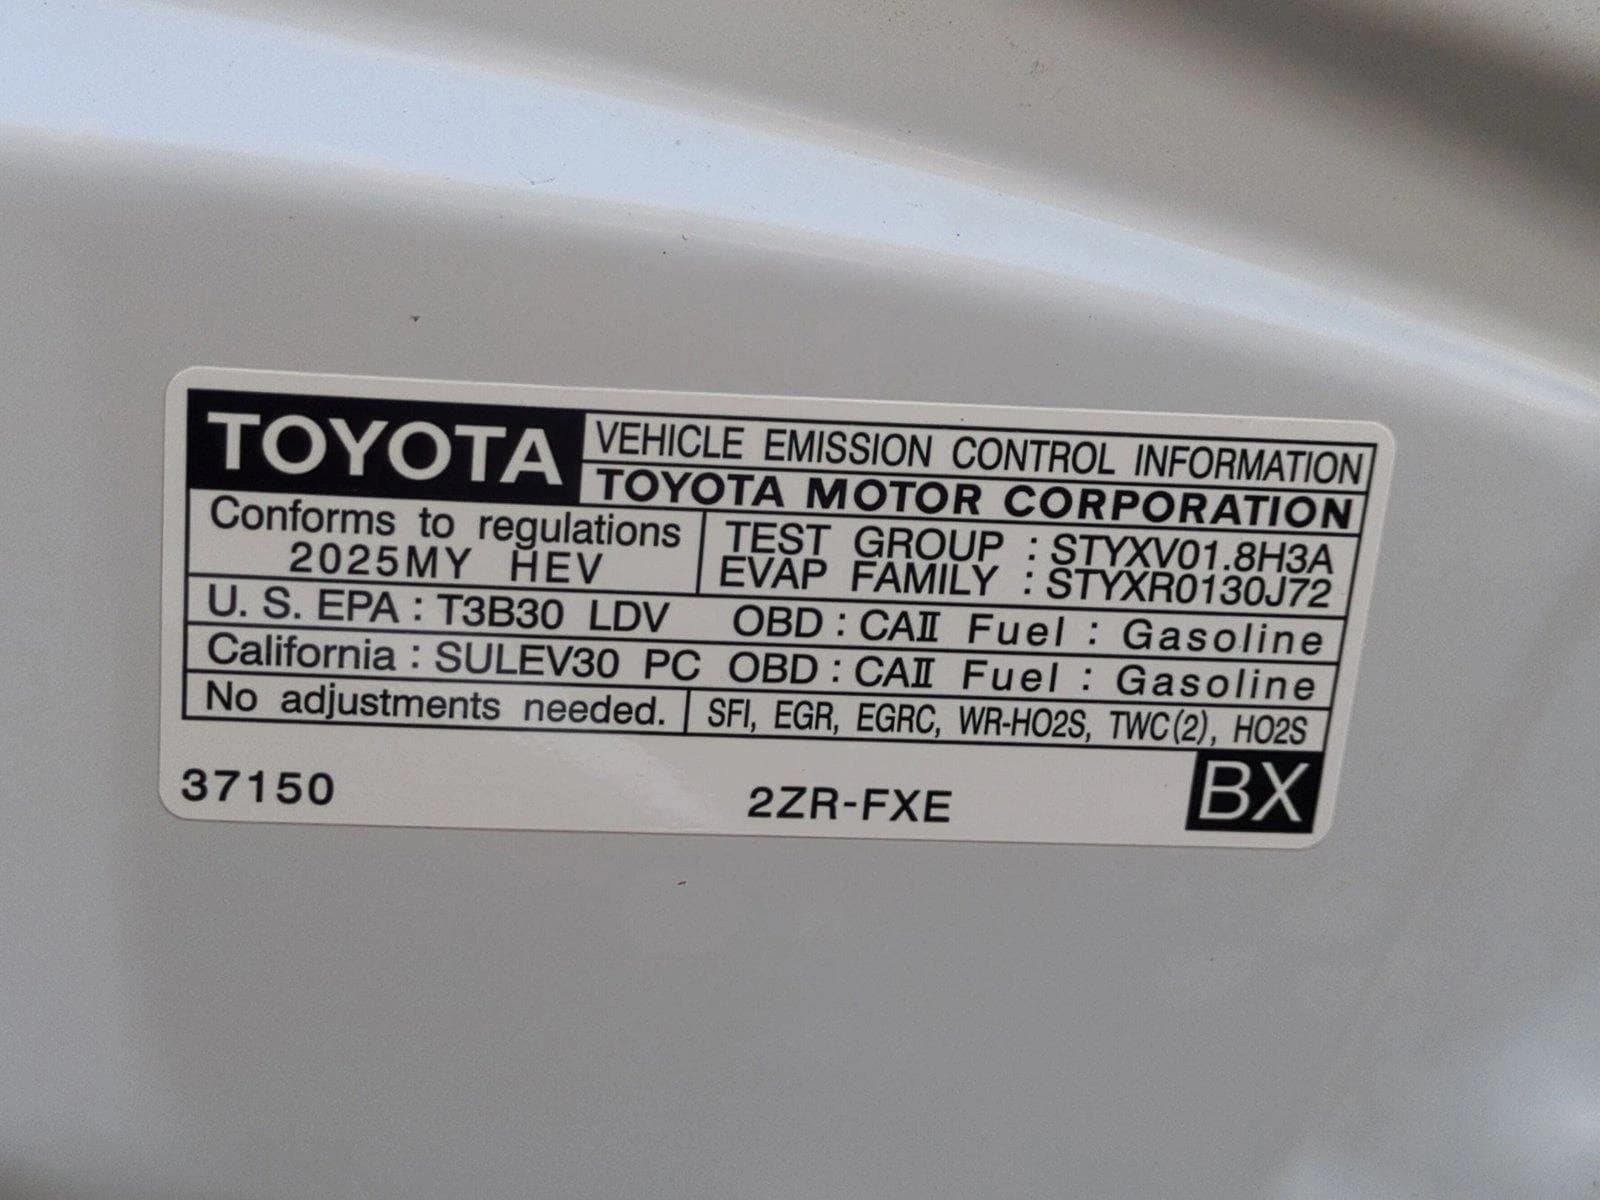 TOYOTA VEHICLE EMISSION CONTROL INFORMATION
TOYOTA MOTOR CORPORATION
Conforms to regulations
2025MY HEV
TEST GROUP : STYXV01.8H3A
EVAP FAMILY : STYXR0130J72
U. S. EPA : T3B30 LDV OBD : CAII Fuel : Gasoline
California : SULEV30 PC OBD : CAII Fuel : Gasoline
No adjustments needed. SFI, EGR, EGRC, WR-HO2S, TWC(2), HO2S
37150 2ZR-FXE BX